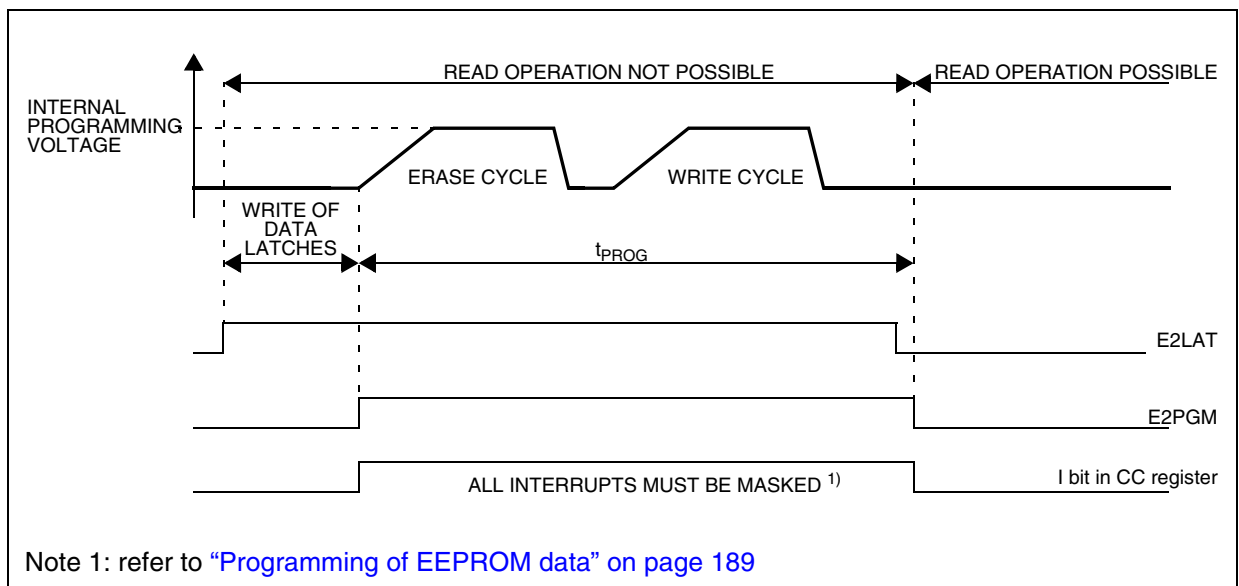 READ OPERATION NOT POSSIBLE
READ OPERATION POSSIBLE
INTERNAL
PROGRAMMING
VOLTAGE
ERASE CYCLE
WRITE CYCLE
WRITE OF
DATA
LATCHES
tPROG
E2LAT
E2PGM
ALL INTERRUPTS MUST BE MASKED 1)
I bit in CC register
Note 1: refer to “Programming of EEPROM data” on page 189